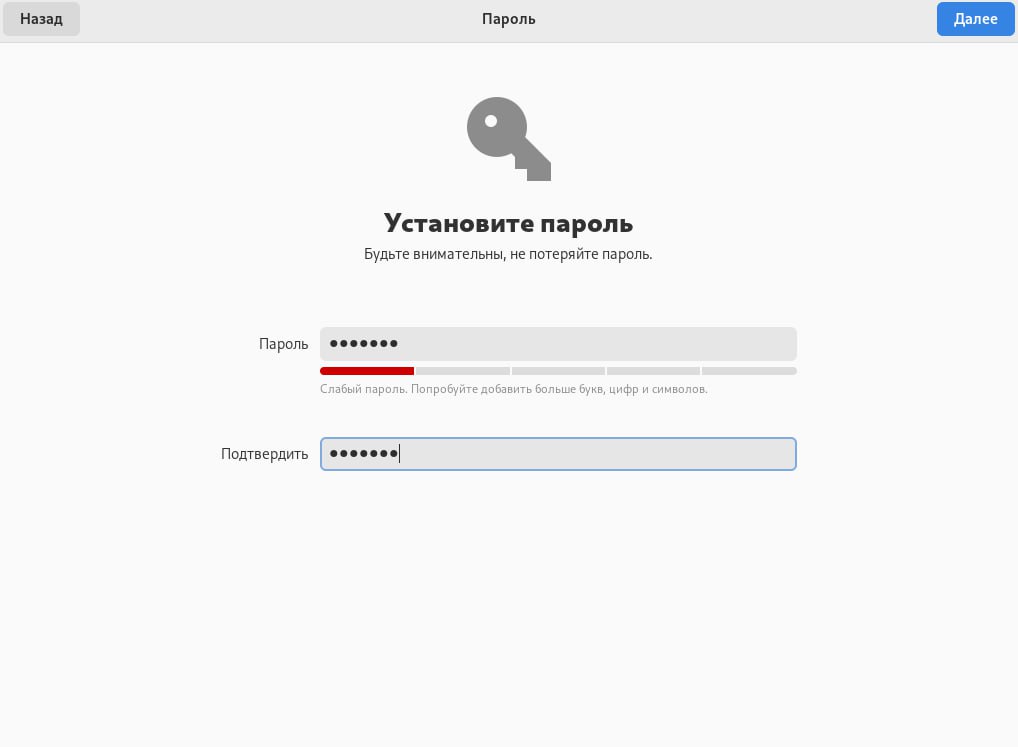 Назад
Пароль
Далее
Установите пароль
Будьте внимательны, не потеряйте пароль.
Пароль ●●●●●●●
Слабый пароль. Попробуйте добавить больше букв, цифр и символов.
Подтвердить ●●●●●●●